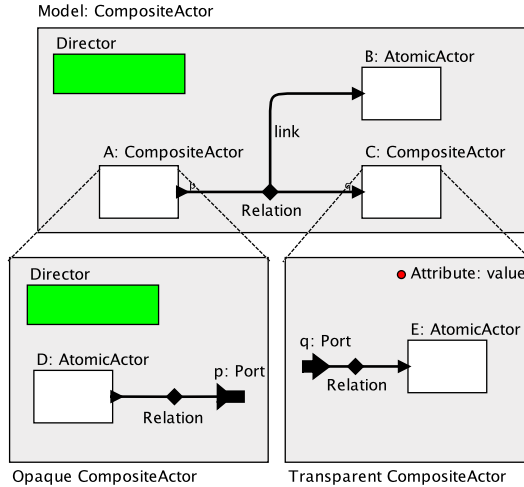 Model: CompositeActor
Director
B: AtomicActor
link
A: CompositeActor
C: CompositeActor
p
q
Relation
Director
Attribute: value
D: AtomicActor
p: Port
Relation
q: Port
E: AtomicActor
Relation
Opaque CompositeActor
Transparent CompositeActor